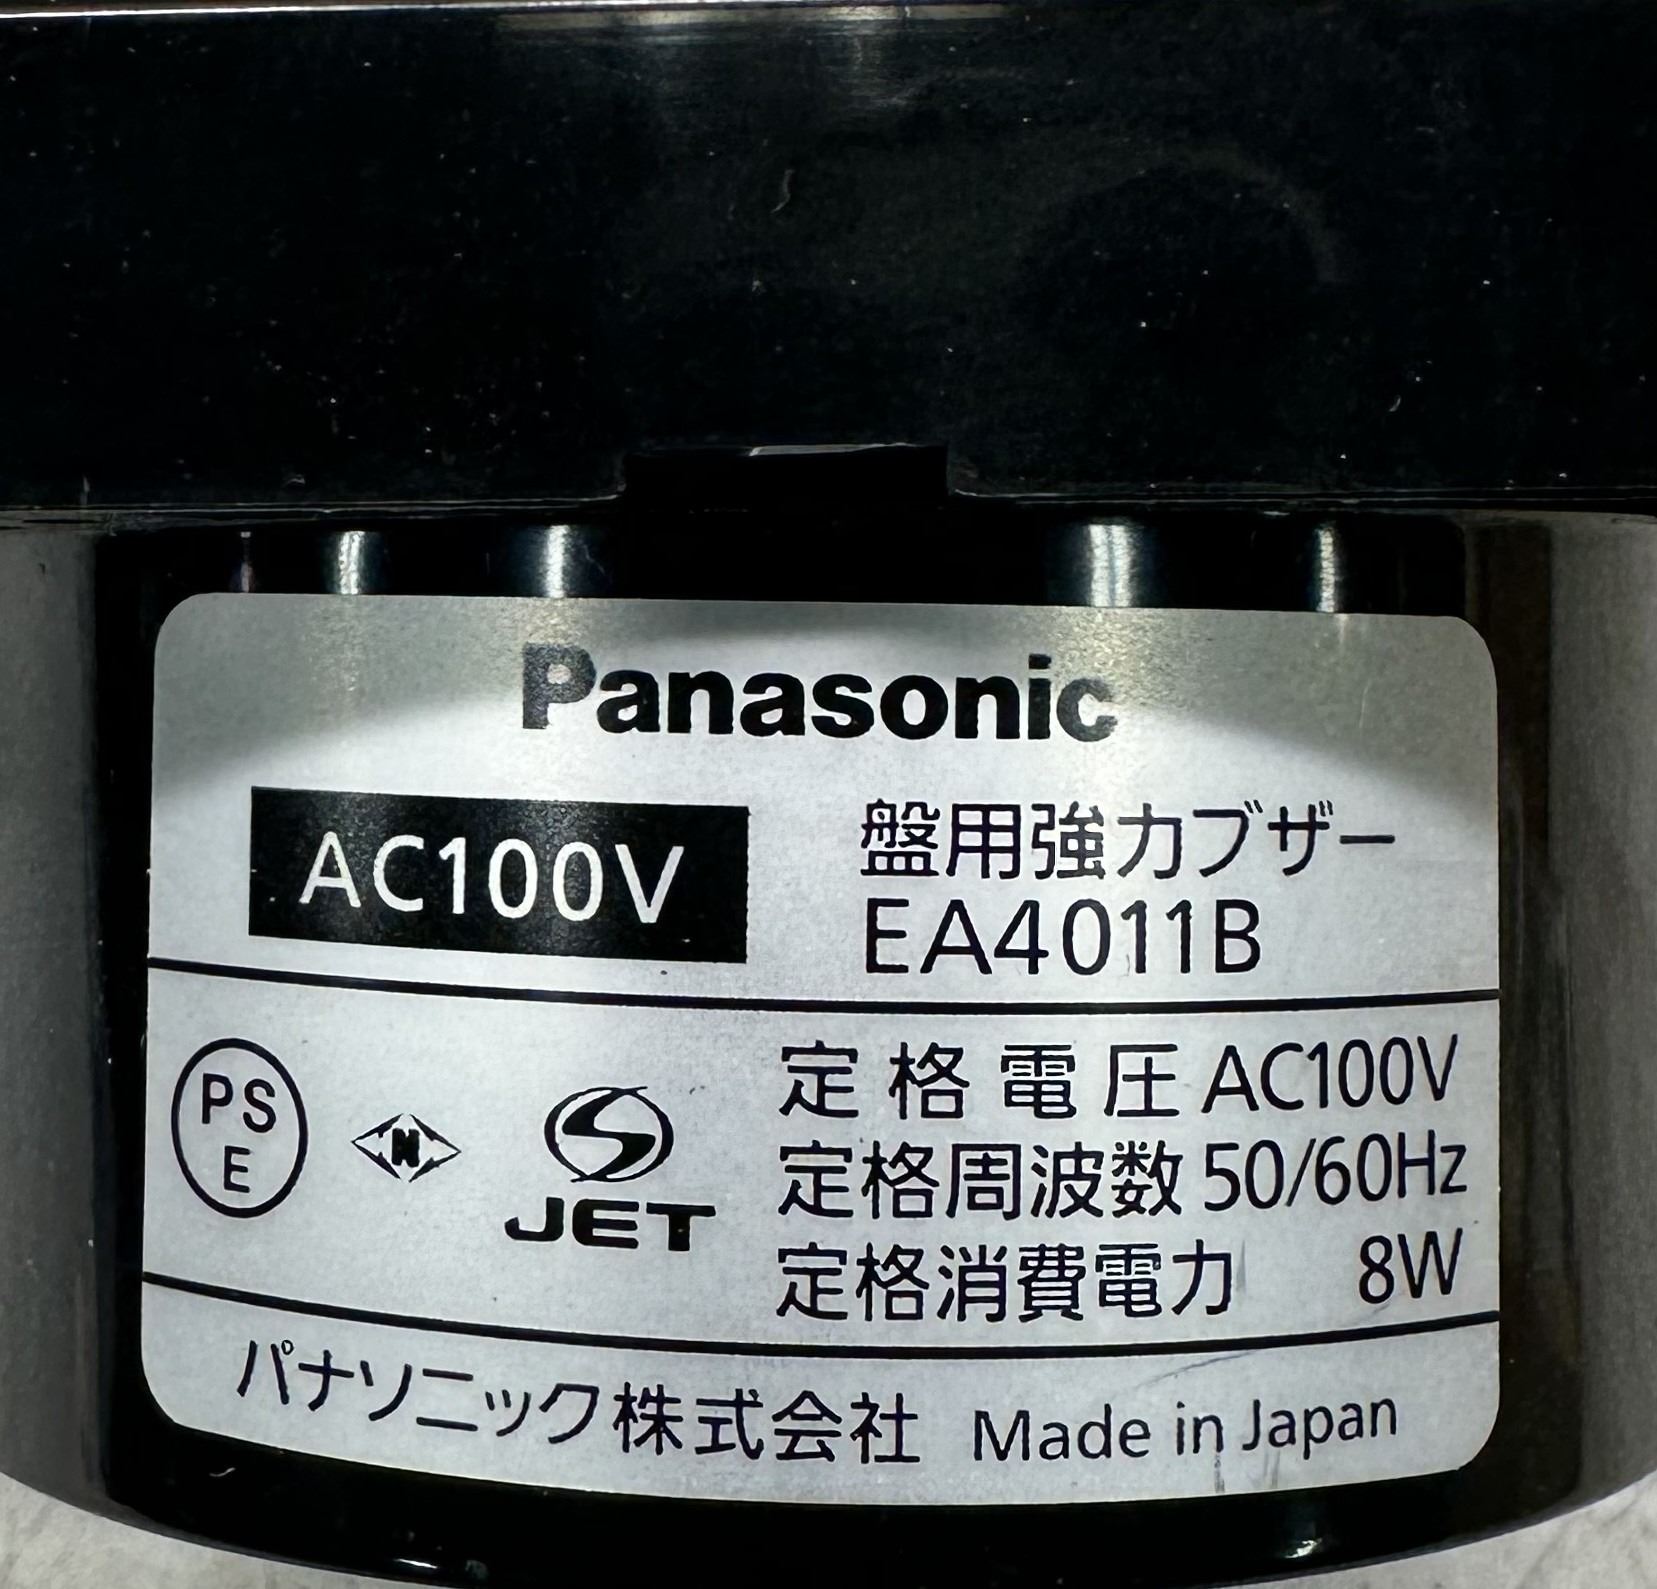 Panasonic
AC100V
盤用強力ブザー
EA4011B
PS
E
N
JET
定格電圧 AC100V
定格周波数 50/60Hz
定格消費電力 8W
パナソニック株式会社 Made in Japan